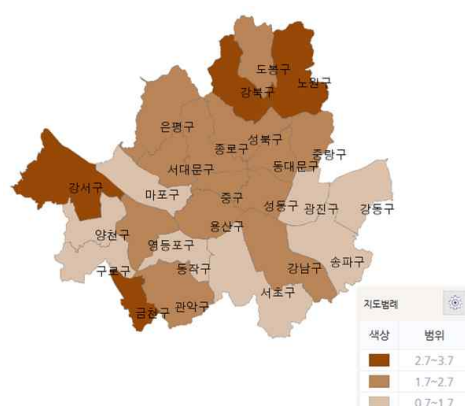 도봉구
노원구
강북구
은평구
성북구
종로구
중랑구
동대문구
서대문구
강서구
마포구
중구
성동구
광진구
강동구
용산구
양천구
영등포구
송파구
구로구
동작구
강남구
서초구
관악구
금천구
지도범례
색상 범위
2.7~3.7
1.7~2.7
0.7~1.7